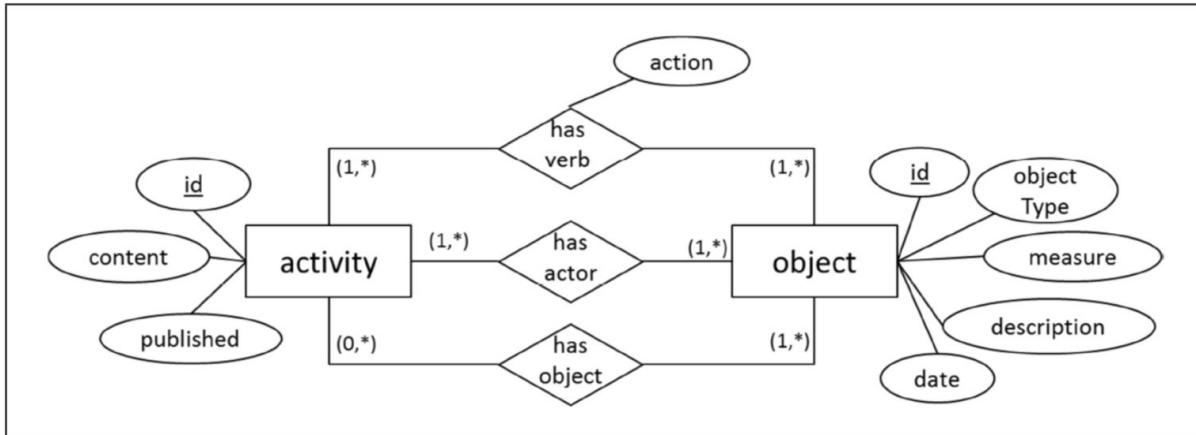 action
has
verb
(1,*)
(1,*)
id
id
object
Type
content
activity
(1,*)
has
actor
(1,*)
object
measure
published
description
(0,*)
has
object
(1,*)
date